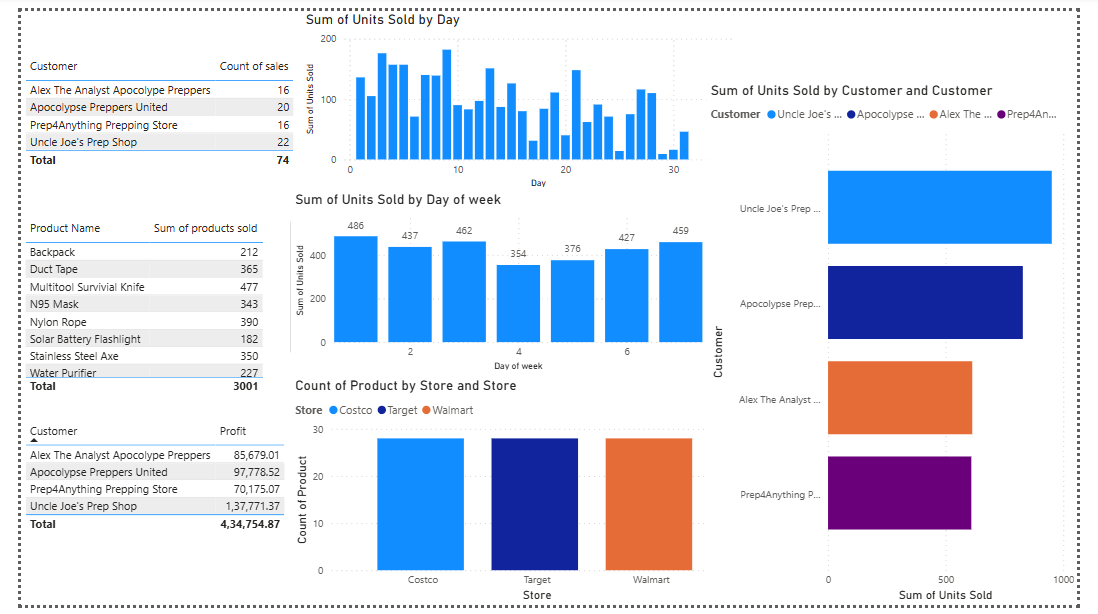 Customer Count of sales
Alex The Analyst Apocolype Preppers 16
Apocolypse Preppers United 20
Prep4Anything Prepping Store 16
Uncle Joe's Prep Shop 22
Total 74
Product Name Sum of products sold
Backpack 212
Duct Tape 365
Multitool Survivial Knife 477
N95 Mask 343
Nylon Rope 390
Solar Battery Flashlight 182
Stainless Steel Axe 350
Water Purifier 227
Total 3001
Customer Profit
Alex The Analyst Apocolype Preppers 85,679.01
Apocolypse Preppers United 97,778.52
Prep4Anything Prepping Store 70,175.07
Uncle Joe's Prep Shop 1,37,771.37
Total 4,34,754.87
Sum of Units Sold by Day
Sum of Units Sold
200
100
0
0 10 20 30
Day
Sum of Units Sold by Day of week
Sum of Units Sold
400
200
0
486 437 462 354 376 427 459
2 4 6
Day of week
Count of Product by Store and Store
Store Costco Target Walmart
Count of Product
30
20
10
0
Costco Target Walmart
Store
Sum of Units Sold by Customer and Customer
Customer Uncle Joe's ... Apocolypse ... Alex The ... Prep4An...
Customer
Uncle Joe's Prep ...
Apocolypse Prep...
Alex The Analyst ...
Prep4Anything P...
0 500 1000
Sum of Units Sold